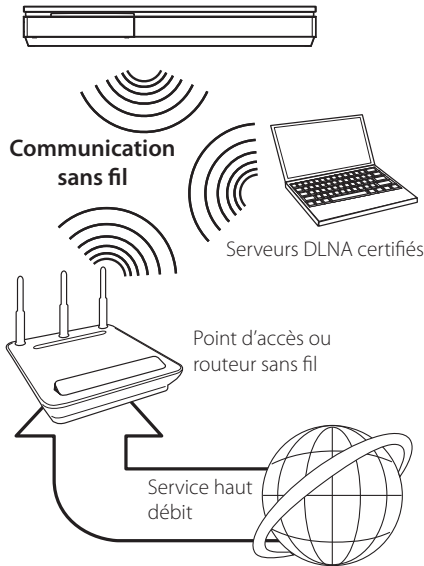 Communication
sans fil
Serveurs DLNA certifiés
Point d’accès ou
routeur sans fil
Service haut
débit